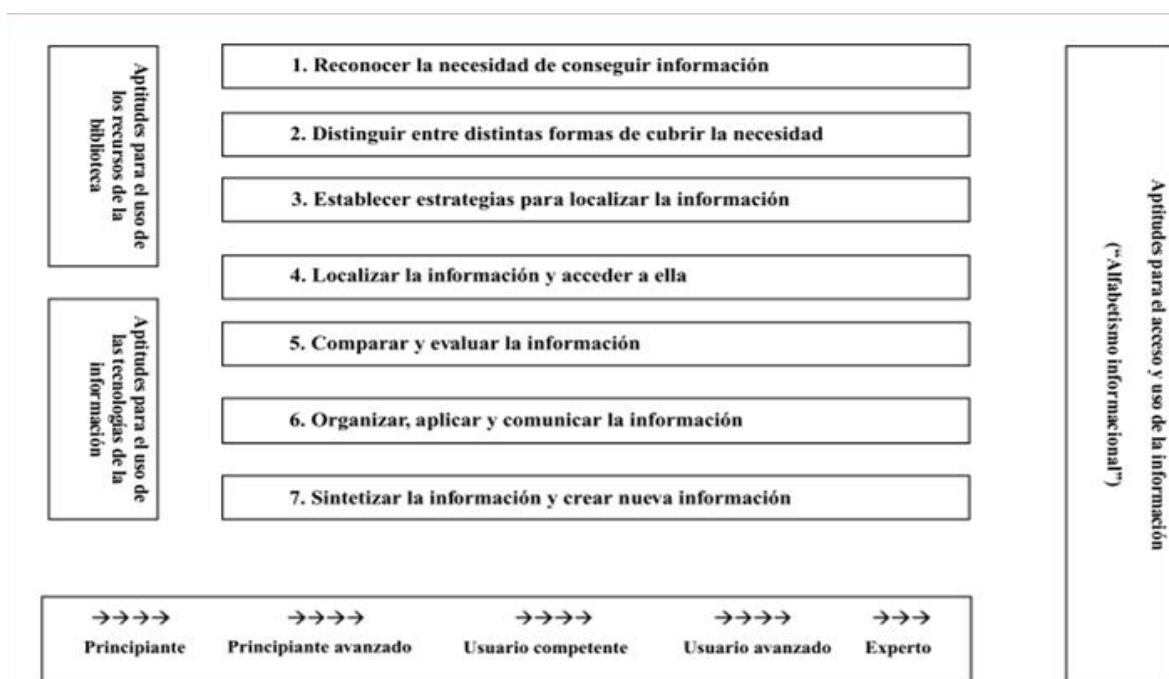 Aptitudes para el uso de
los recursos de la
biblioteca
Aptitudes para el uso de
las tecnologías de la
información
1. Reconocer la necesidad de conseguir información
2. Distinguir entre distintas formas de cubrir la necesidad
3. Establecer estrategias para localizar la información
4. Localizar la información y acceder a ella
5. Comparar y evaluar la información
6. Organizar, aplicar y comunicar la información
7. Sintetizar la información y crear nueva información
Aptitudes para el acceso y uso de la información
("Alfabetismo informacional")
→→→→ →→→→ →→→→ →→→→ →→→
Principiante Principiante avanzado Usuario competente Usuario avanzado Experto